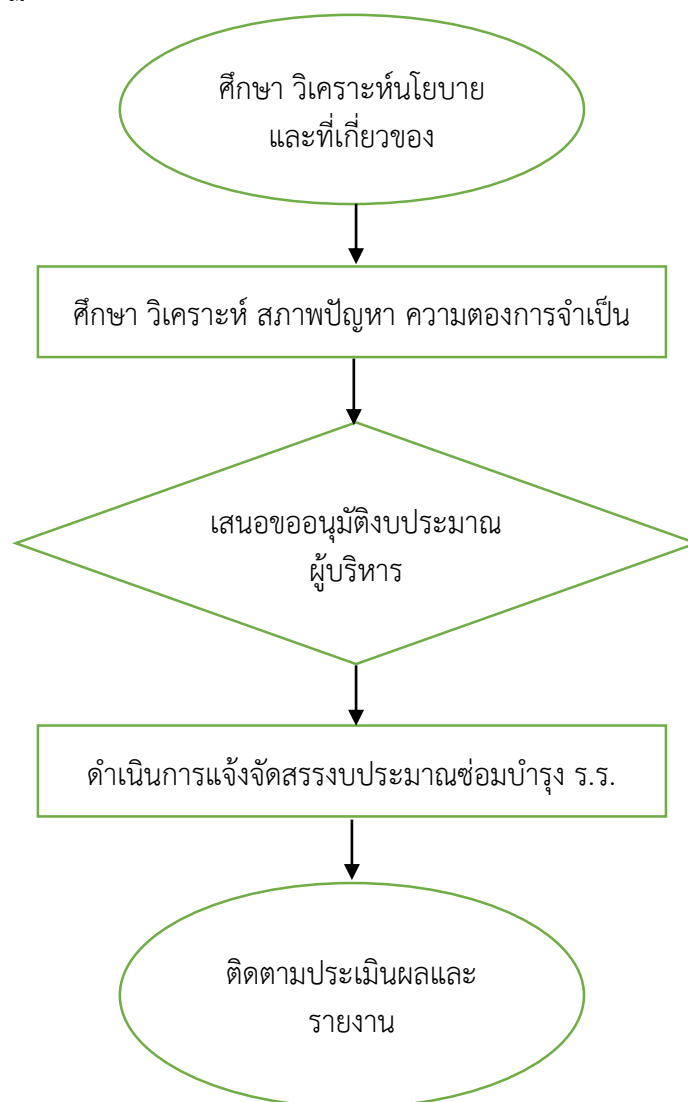 ศึกษา วิเคราะห์นโยบาย
และที่เกี่ยวของ
ศึกษา วิเคราะห์ สภาพปัญหา ความตองการจำเป็น
เสนอขออนุมัติงบประมาณ
ผู้บริหาร
ดำเนินการแจ้งจัดสรรงบประมาณซ่อมบำรุง ร.ร.
ติดตามประเมินผลและ
รายงาน